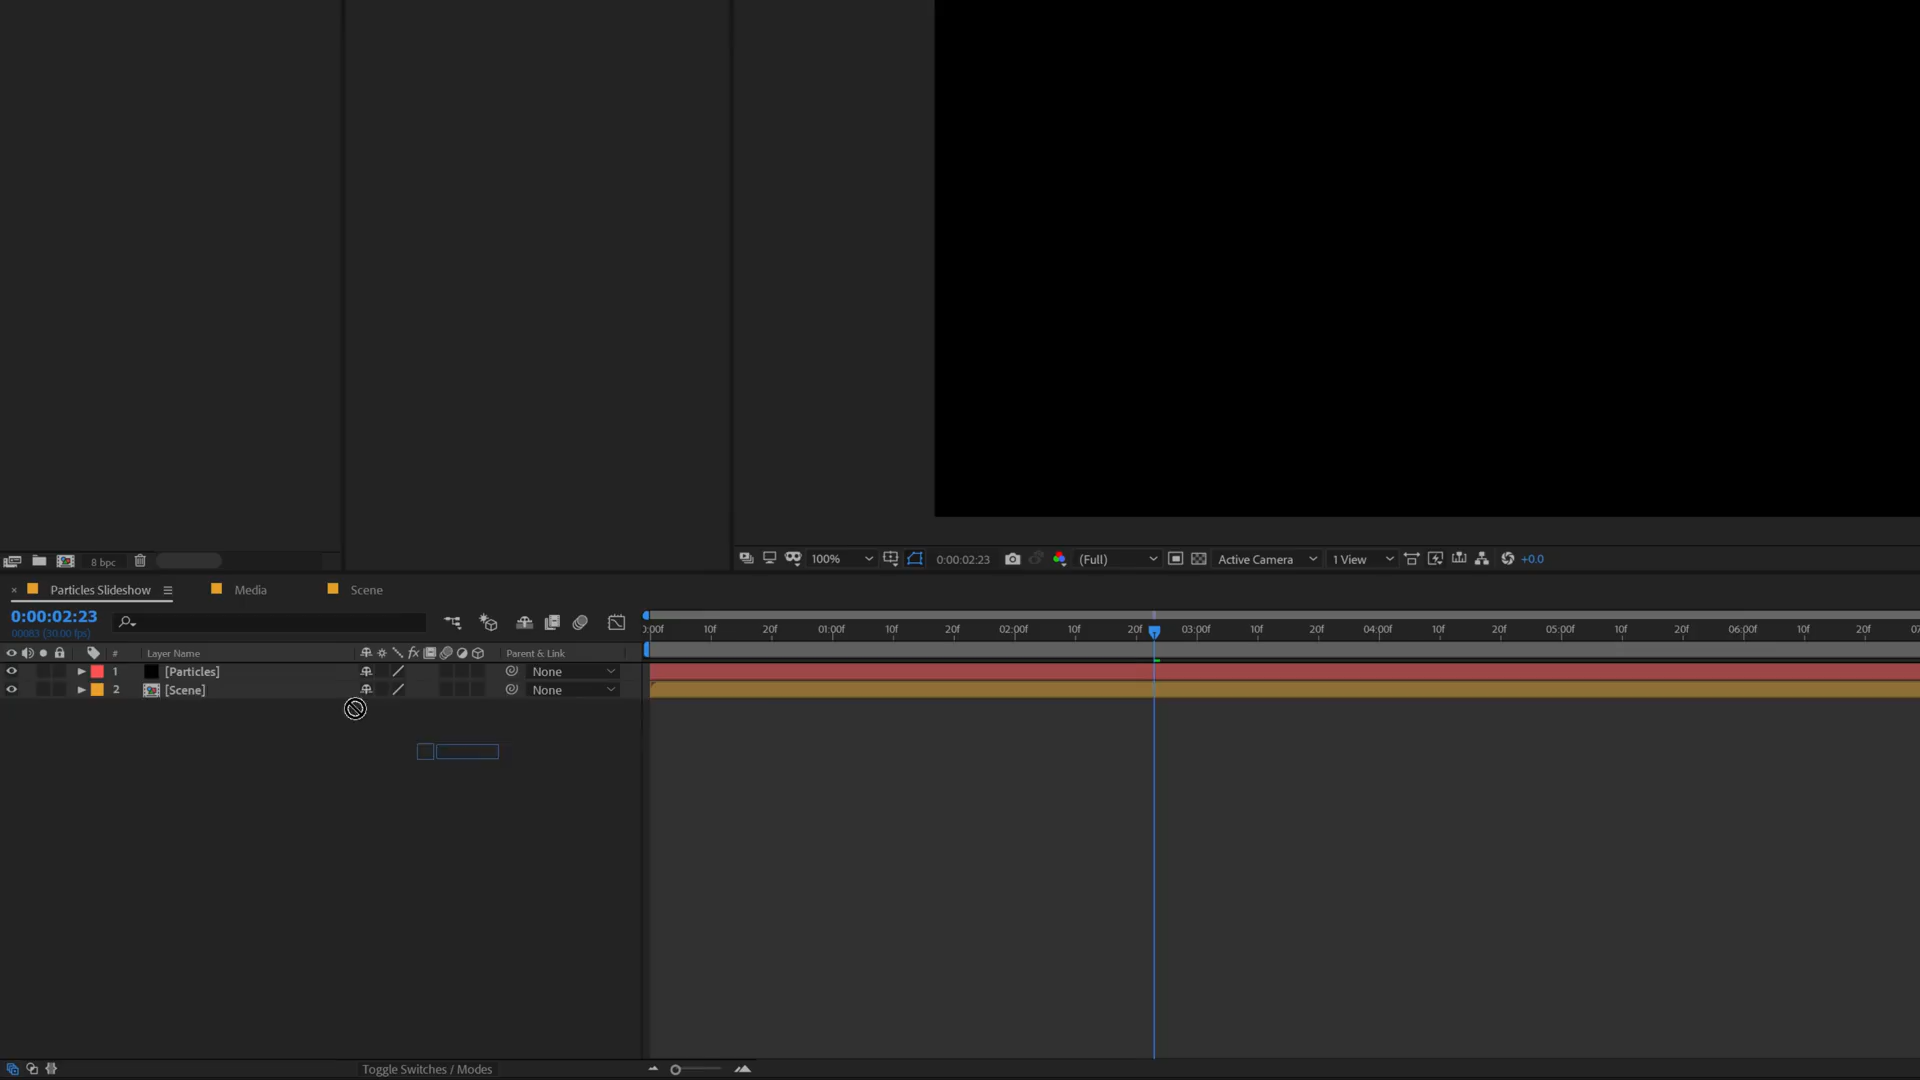 8 bpc
100%
0:00:02:23
(Full)
Active Camera
1 View
+0.0
Particles Slideshow
Media
Scene
0:00:02:23
00083 (30.00 fps)
:00f 10f 20f 01:00f 10f 20f 02:00f 10f 20f 03:00f 10f 20f 04:00f 10f 20f 05:00f 10f 20f 06:00f 10f 20f 07
# Layer Name fx Parent & Link
1 [Particles] None
2 [Scene] None
Toggle Switches / Modes